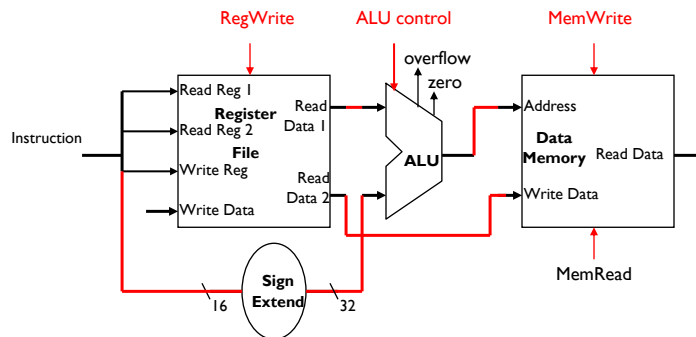 RegWrite
ALU control
MemWrite
overflow
zero
Instruction
Read Reg 1
Register
Read Reg 2
File
Write Reg
Write Data
Read
Data 1
Read
Data 2
ALU
Address
Data
Memory
Read Data
Write Data
MemRead
Sign
Extend
16
32